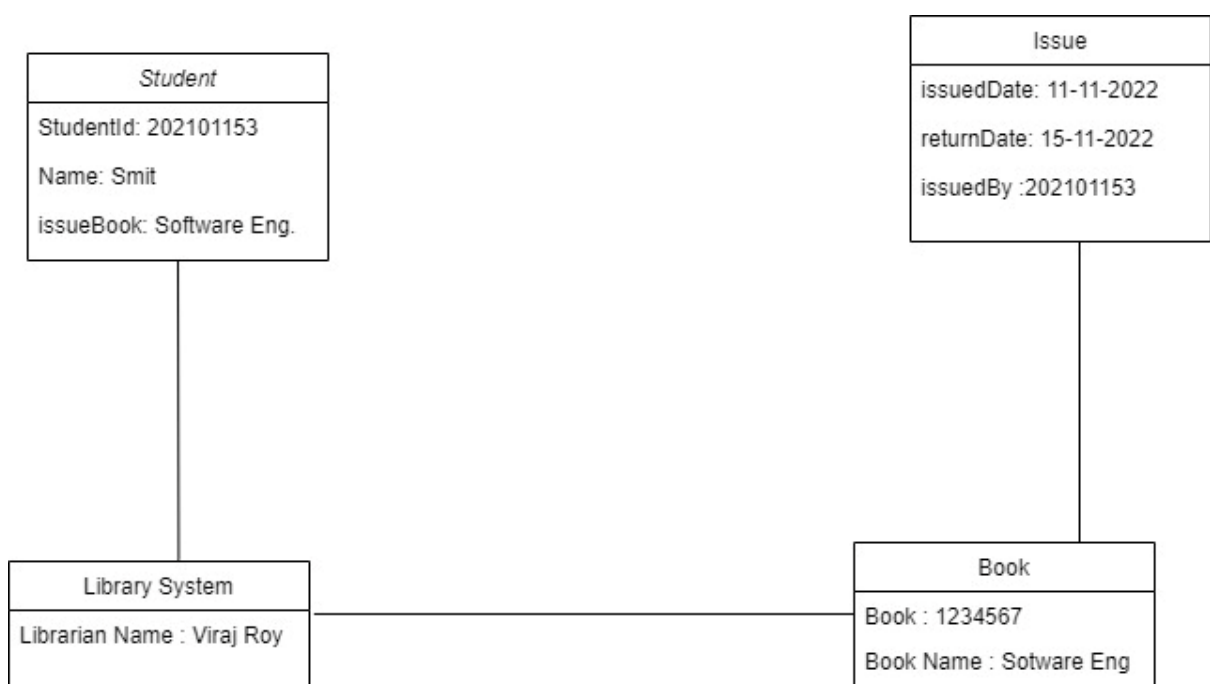 Student
StudentId: 202101153
Name: Smit
issueBook: Software Eng.
Issue
issuedDate: 11-11-2022
returnDate: 15-11-2022
issuedBy :202101153
Library System
Librarian Name : Viraj Roy
Book
Book : 1234567
Book Name : Sotware Eng